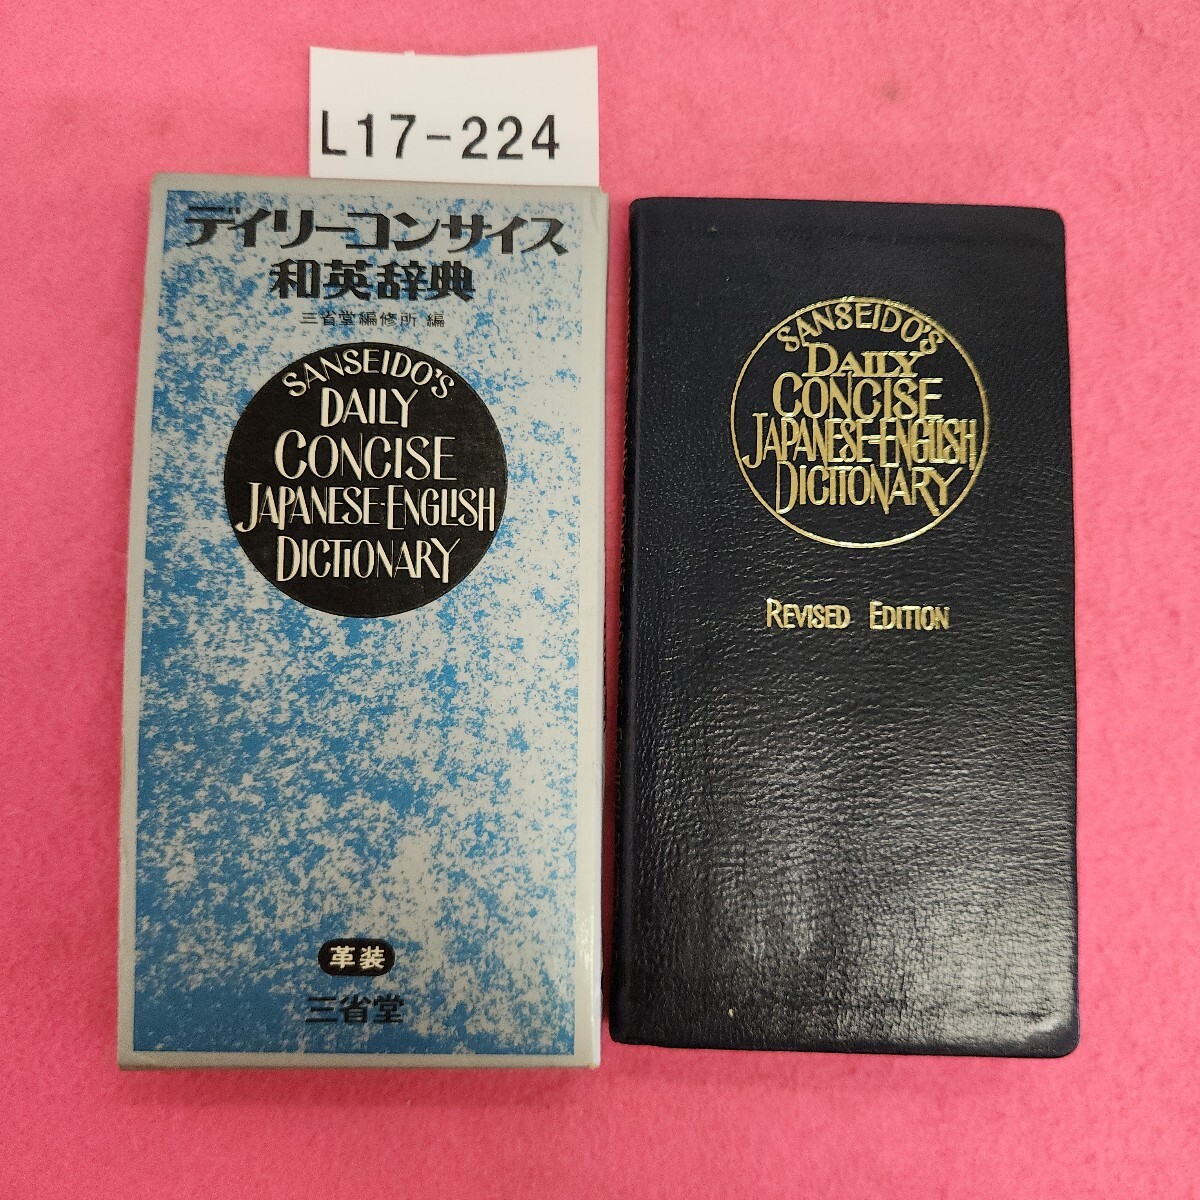 L17-224
デイリーコンサイス
和英辞典
三省堂編修所 編
SANSEIDO'S
DAILY
CONCISE
JAPANESE-ENGLISH
DICTIONARY
革装
三省堂
SANSEIDO'S
DAILY
CONCISE
JAPANESE-ENGLISH
DICTIONARY
REVISED EDITION